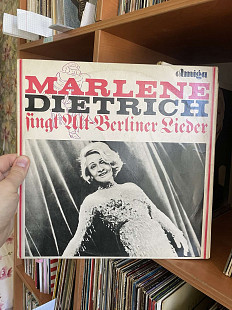 amiga
MARLENE
DIETRICH
singt Alt-Berliner Lieder